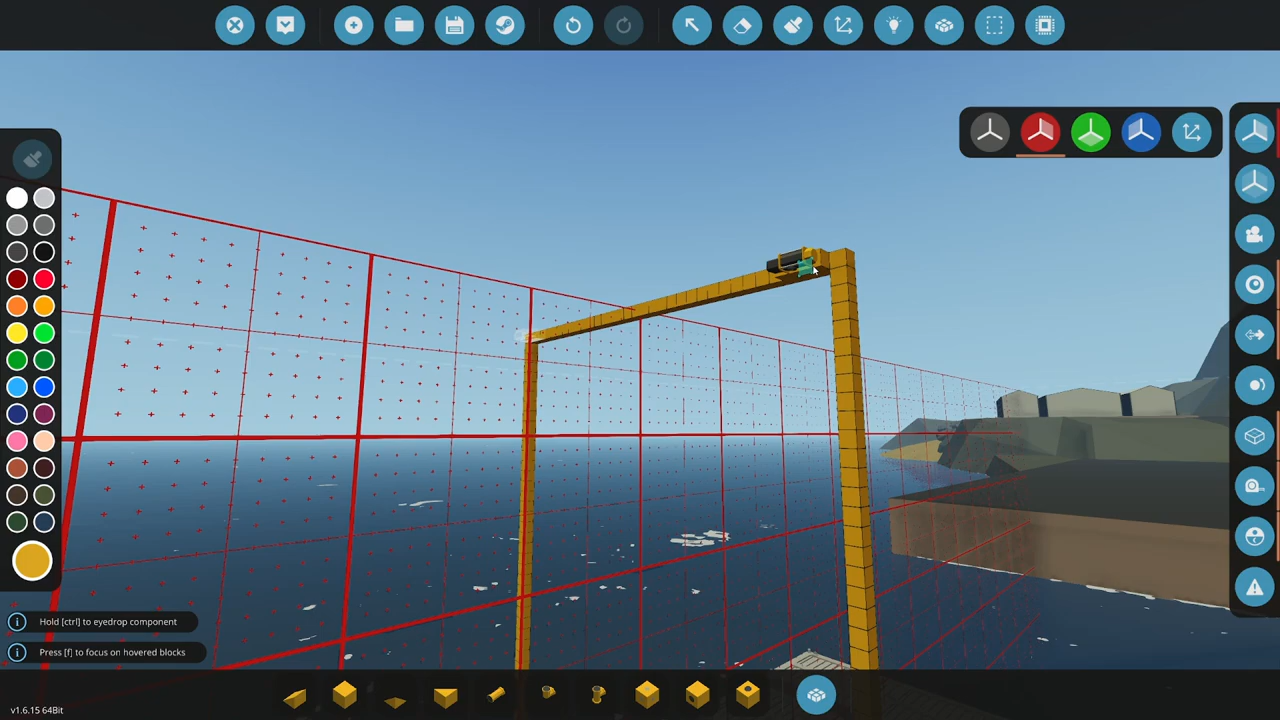 Hold [ctrl] to eyedrop component
Press [f] to focus on hovered blocks
v1.6.15 64Bit